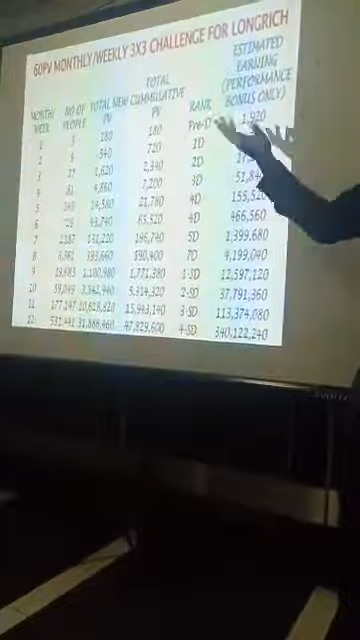 60PV MONTHLY/WEEKLY 3X3 CHALLENGE FOR LONGRICH
MONTH/WEEK NO OF PEOPLE TOTAL NEW PV TOTAL CUMMULATIVE PV RANK ESTIMATED EARNING (PERFORMANCE BONUS ONLY)
1 3 180 180 Pre-D 1,920
2 9 540 720 1D
3 27 1,620 2,340 2D
4 81 4,860 7,200 3D
5 243 14,580 21,780 4D 155,520
6 729 43,740 65,520 4D 466,560
7 2187 131,220 196,740 5D 1,399,680
8 6,561 393,660 590,400 7D 4,199,040
9 19,683 1,180,980 1,771,380 1-SD 12,597,120
10 59,049 3,542,940 5,314,320 2-SD 37,791,360
11 177,147 10,628,820 15,943,140 3-SD 113,374,080
12 531,441 31,886,460 47,829,600 4-SD 340,122,240